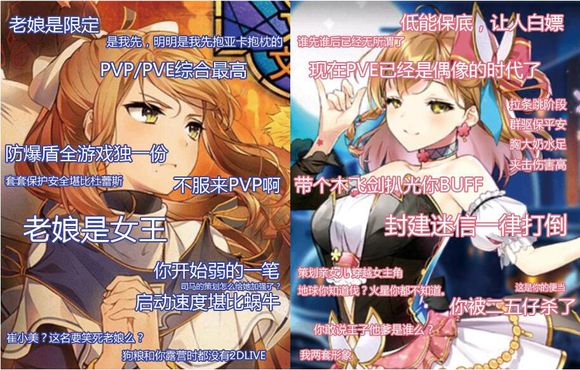 老娘是限定
是我先，明明是我先抱亚卡抱枕的
PVP/PVE综合最高
防爆盾全游戏独一份
套套保护安全堪比杜蕾斯
不服来PVP啊
老娘是女王
你开始弱的一笔
司马的策划怎么给她加强了？
启动速度堪比蜗牛
崔小美？这名要笑死老娘么？
狗粮和你露营时都没有2DLIVE
低能保底，让人白嫖
谁先谁后已经无所谓了
现在PVE已经是偶像的时代了
拉条跳阶段
群驱保平安
胸大奶水足
夹击伤害高
带个木飞剑扒光你BUFF
封建迷信一律打倒
策划亲女儿 穿越女主角
地球你知道伐？火星你都不知道。
这是你的便当
你被二五仔杀了
你敢说王子他爹是谁么？
我两套形象